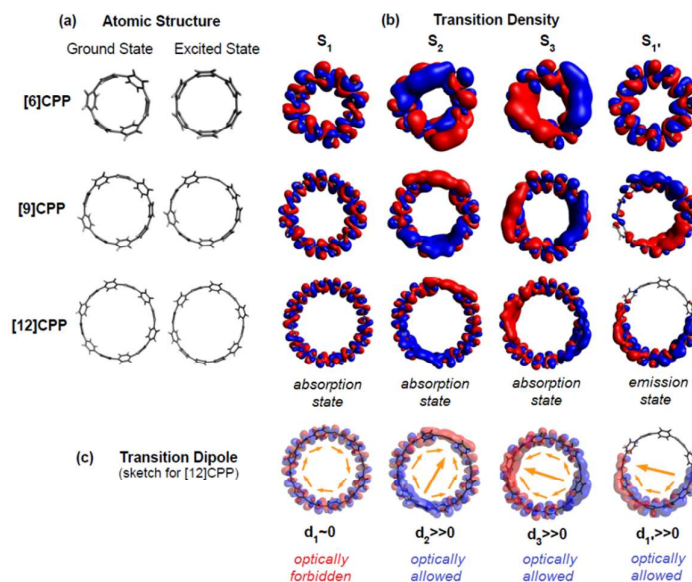 (a) Atomic Structure
(b) Transition Density
Ground State Excited State
S1 S2 S3 S1'
[6]CPP
[9]CPP
[12]CPP
absorption state
absorption state
absorption state
emission state
(c) Transition Dipole
(sketch for [12]CPP)
d1~0 d2>>0 d3>>0 d1'>>0
optically forbidden
optically allowed
optically allowed
optically allowed